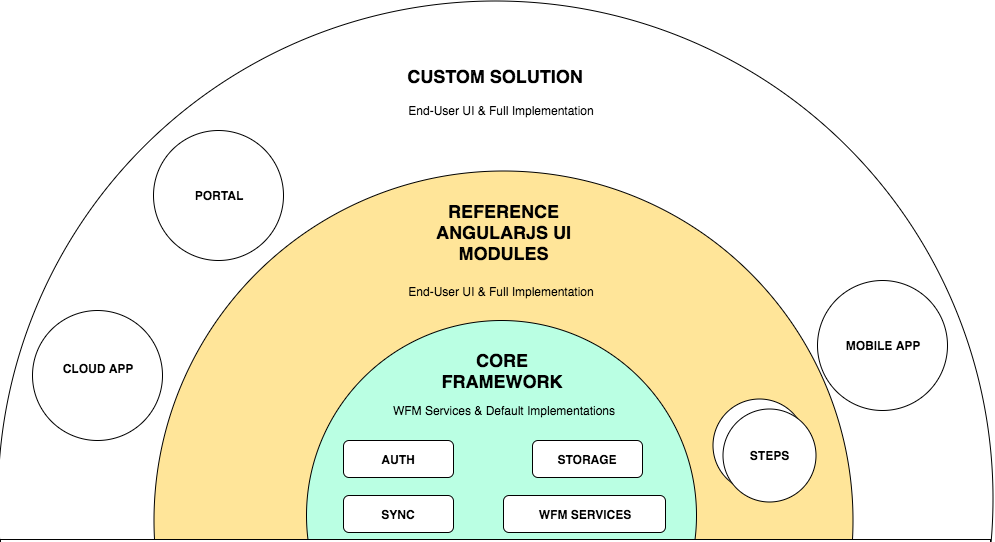 CUSTOM SOLUTION
End-User UI & Full Implementation
PORTAL
REFERENCE
ANGULARJS UI
MODULES
End-User UI & Full Implementation
CLOUD APP
MOBILE APP
CORE
FRAMEWORK
WFM Services & Default Implementations
STEPS
AUTH
STORAGE
SYNC
WFM SERVICES